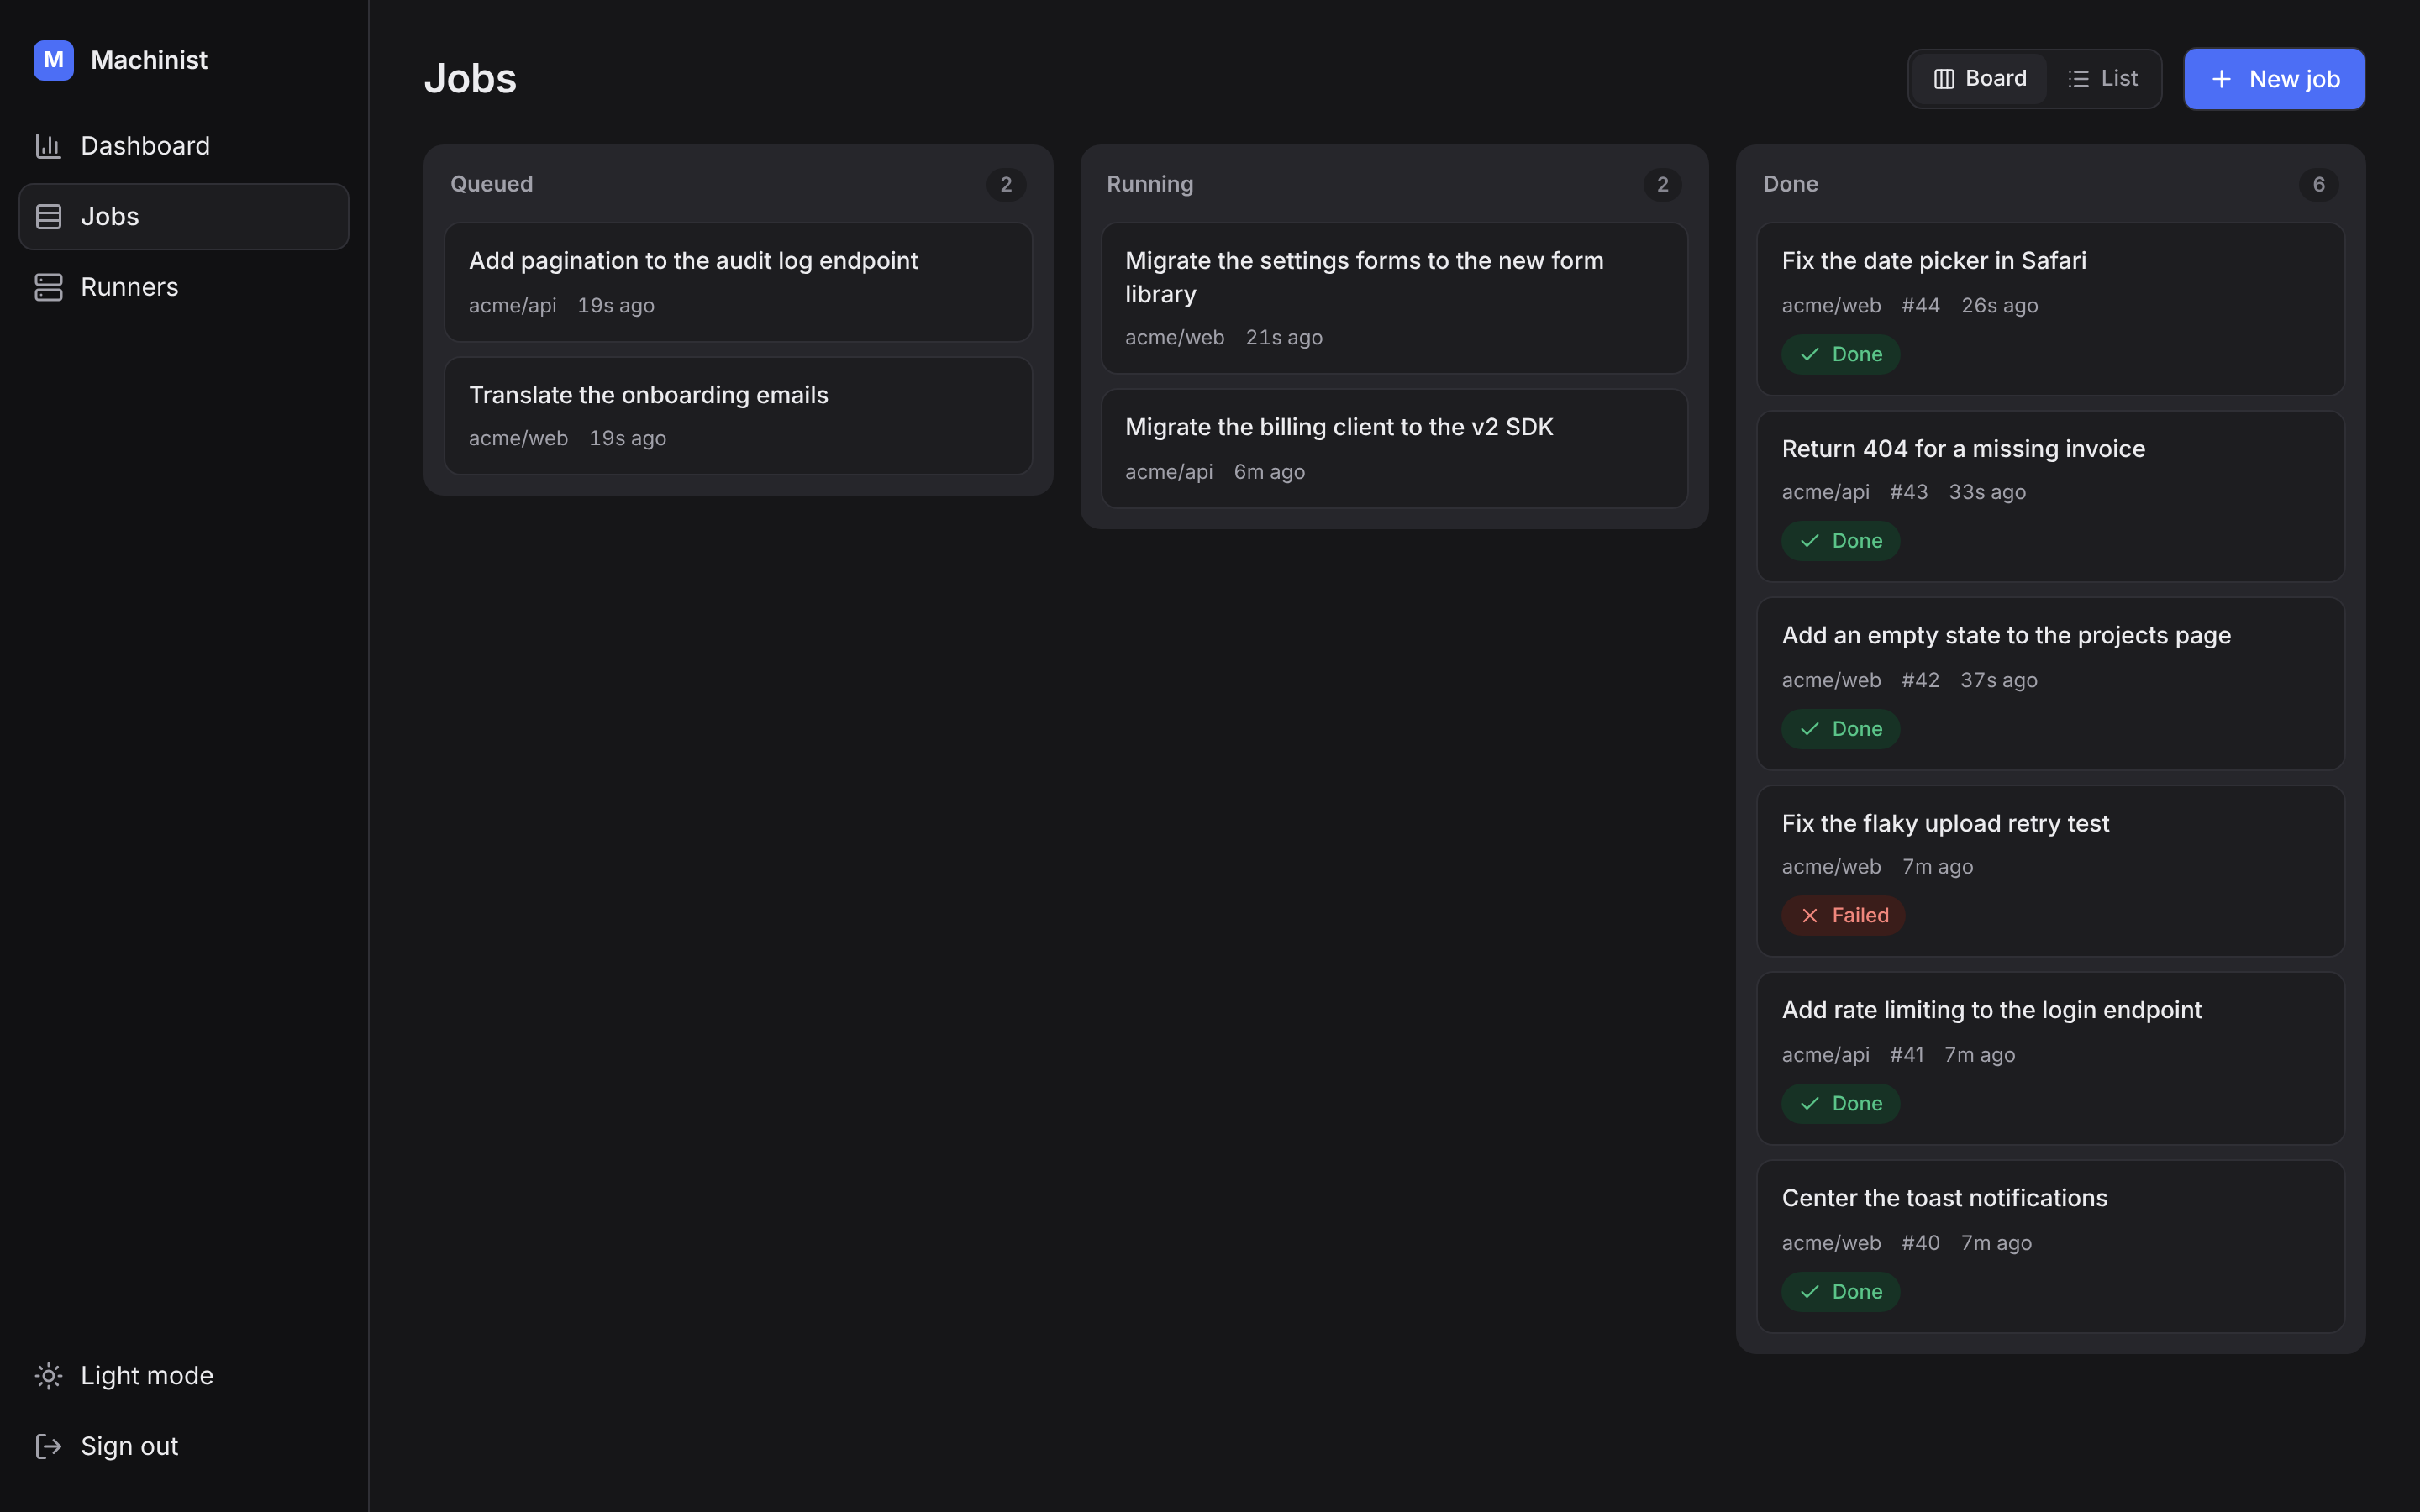 M Machinist
Dashboard
Jobs
Runners
Light mode
Sign out
Jobs
Board
List
New job
Queued 2
Add pagination to the audit log endpoint
acme/api 19s ago
Translate the onboarding emails
acme/web 19s ago
Running 2
Migrate the settings forms to the new form
library
acme/web 21s ago
Migrate the billing client to the v2 SDK
acme/api 6m ago
Done 6
Fix the date picker in Safari
acme/web #44 26s ago
Done
Return 404 for a missing invoice
acme/api #43 33s ago
Done
Add an empty state to the projects page
acme/web #42 37s ago
Done
Fix the flaky upload retry test
acme/web 7m ago
Failed
Add rate limiting to the login endpoint
acme/api #41 7m ago
Done
Center the toast notifications
acme/web #40 7m ago
Done